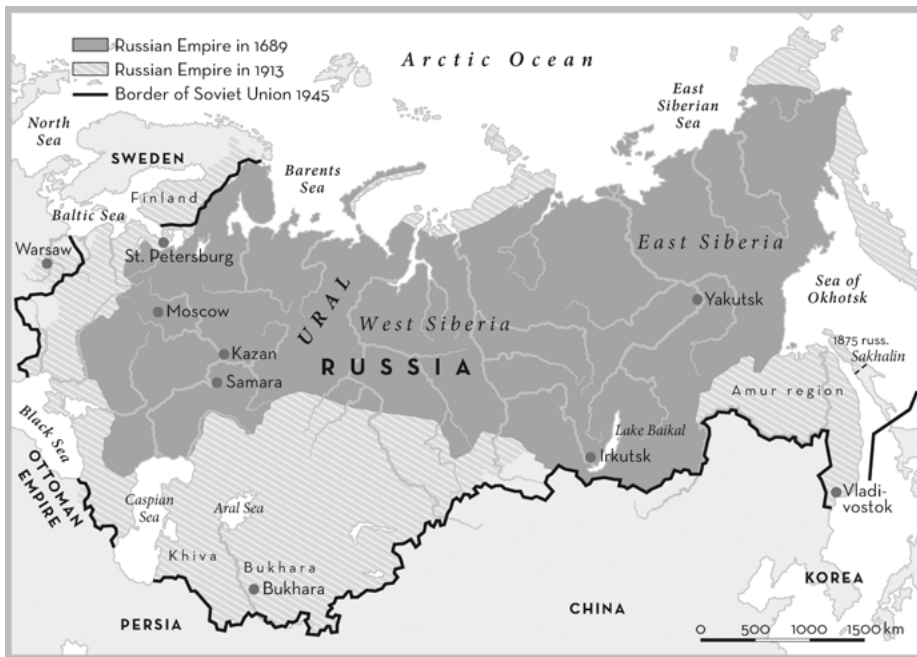 Russian Empire in 1689
Russian Empire in 1913
Border of Soviet Union 1945
Arctic Ocean
North
Sea
SWEDEN
Finland
Baltic Sea
Barents
Sea
East
Siberian
Sea
Warsaw
St. Petersburg
Moscow
Kazan
Samara
URAL
West Siberia
RUSSIA
East Siberia
Yakutsk
Sea of
Okhotsk
1875 russ.
Sakhalin
Amur region
Lake Baikal
Irkutsk
Vladi-
vostok
Black Sea
OTTOMAN
EMPIRE
Caspian
Sea
Aral Sea
Khiva
Bukhara
Bukhara
PERSIA
CHINA
KOREA
0 500 1000 1500 km